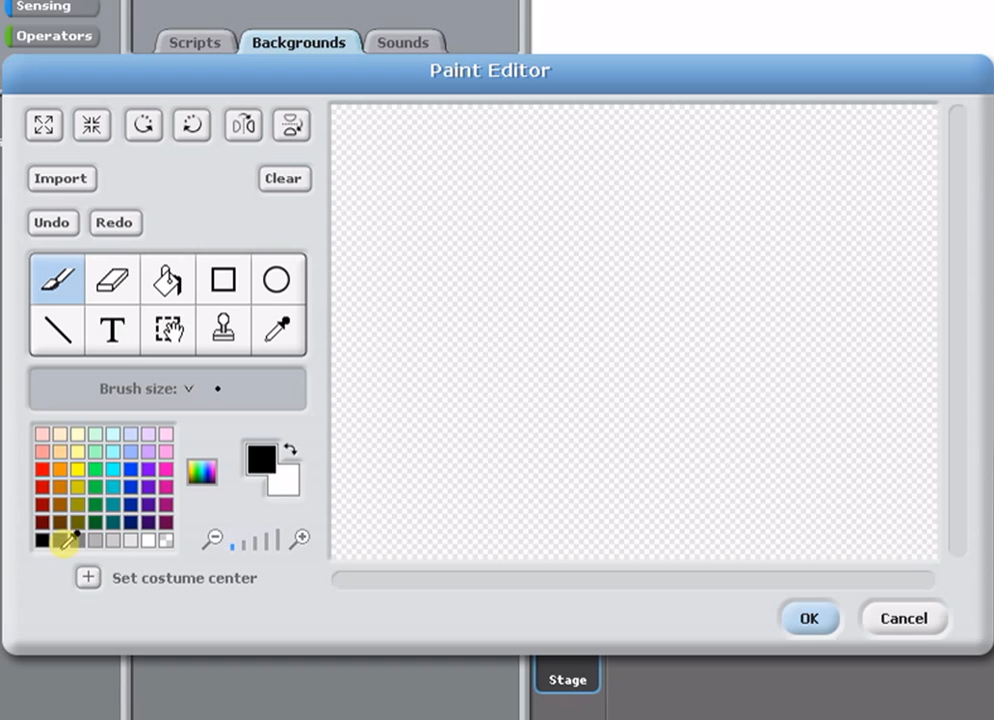 Sensing
Operators
Scripts
Backgrounds
Sounds
Paint Editor
Import
Clear
Undo
Redo
T
Brush size:
Set costume center
OK
Cancel
Stage